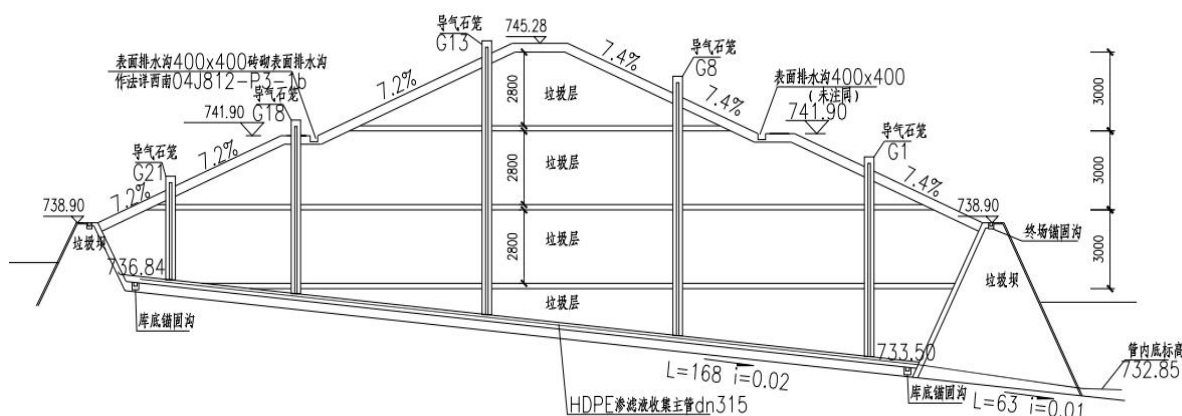 导气石笼
G13
745.28
表面排水沟400x400砖砌表面排水沟
作法详西南04J812-P3-1b
7.2%
7.4%
导气石笼
G8
2800
垃圾层
3000
导气石笼
G18
741.90
7.4%
表面排水沟400x400
(未注同)
741.90
导气石笼
G21
7.2%
7.2%
2800
垃圾层
导气石笼
G1
7.4%
3000
738.90
垃圾坝
738.90
终场锚固沟
736.84
2800
垃圾层
3000
垃圾坝
库底锚固沟
垃圾层
733.50
L=168 i=0.02
库底锚固沟
管内底标高
732.85
HDPE渗滤液收集主管dn315
L=63 i=0.01